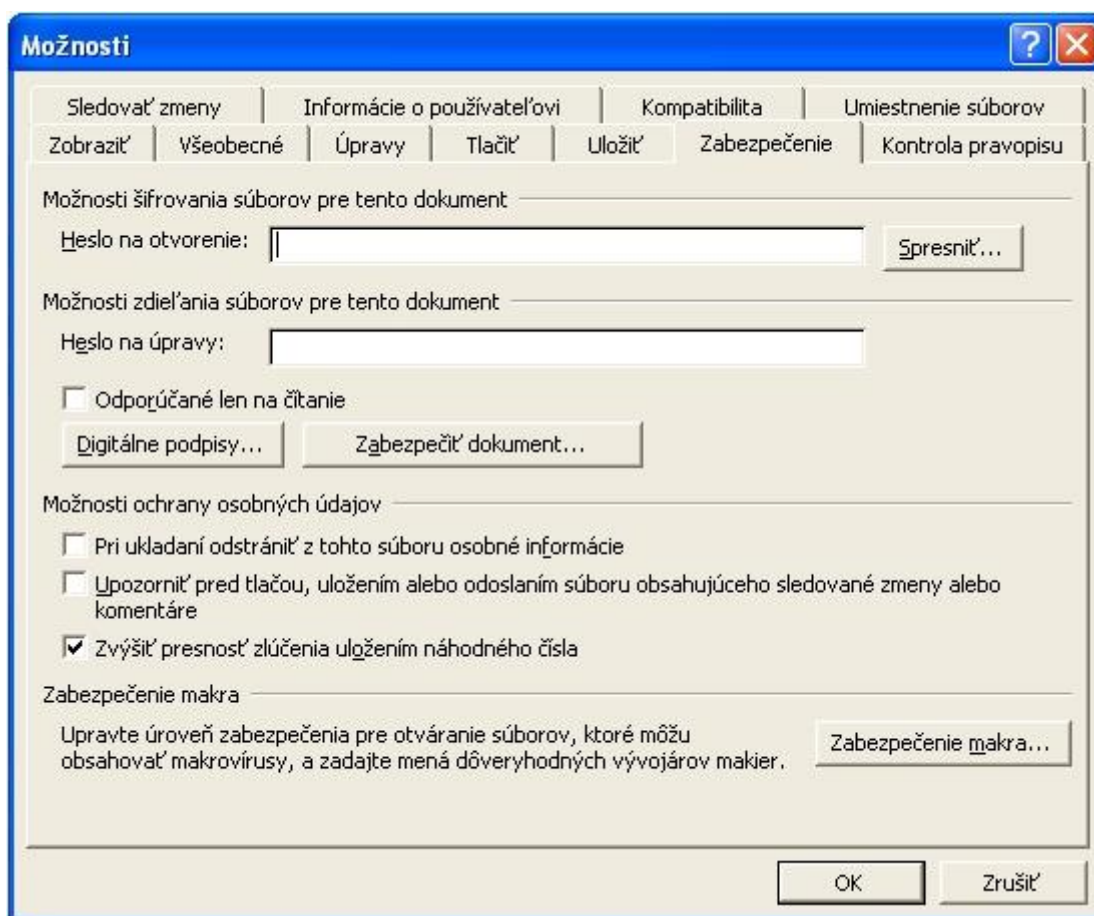 Možnosti
Sledovať zmeny Informácie o používateľovi Kompatibilita Umiestnenie súborov
Zobraziť Všeobecné Úpravy Tlačiť Uložiť Zabezpečenie Kontrola pravopisu
Možnosti šifrovania súborov pre tento dokument
Heslo na otvorenie: Spresniť...
Možnosti zdieľania súborov pre tento dokument
Heslo na úpravy:
Odporúčané len na čítanie
Digitálne podpisy... Zabezpečiť dokument...
Možnosti ochrany osobných údajov
Pri ukladaní odstrániť z tohto súboru osobné informácie
Upozorniť pred tlačou, uložením alebo odoslaním súboru obsahujúceho sledované zmeny alebo
komentáre
Zvýšiť presnosť zlúčenia uložením náhodného čísla
Zabezpečenie makra
Upravte úroveň zabezpečenia pre otváranie súborov, ktoré môžu
obsahovať makrovírusy, a zadajte mená dôveryhodných vývojárov makier.
Zabezpečenie makra...
OK Zrušiť